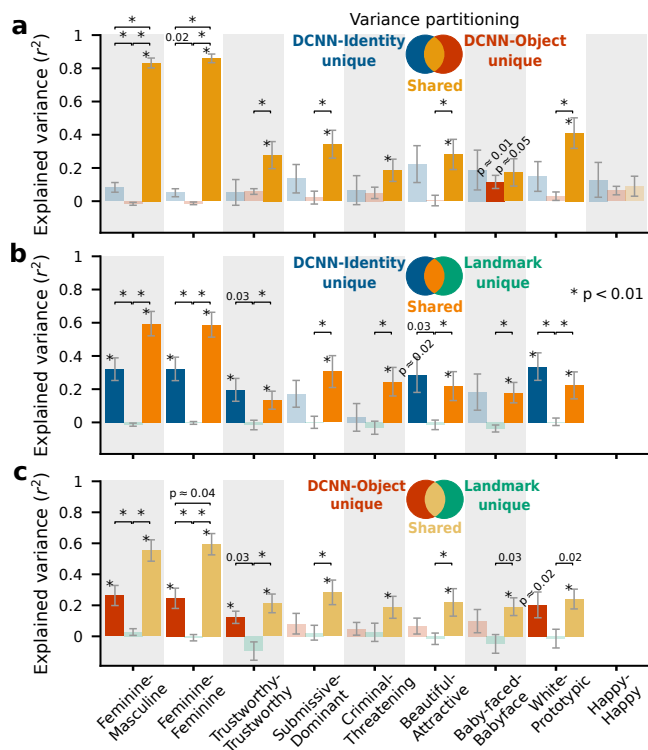 a
Variance partitioning
DCNN-Identity
unique
DCNN-Object
unique
Shared
Explained variance (r²)
1
0.8
0.6
0.4
0.2
0
* *
* * 0.02 *
* *
* * * *
* * * *
p≈0.01
p≈0.05
b
DCNN-Identity
unique
Landmark
unique
Shared
* p<0.01
Explained variance (r²)
1
0.8
0.6
0.4
0.2
0
* * * * 0.03 * * * 0.03 * * * *
p≈0.02
* * * * * * * * * * * *
c
DCNN-Object
unique
Landmark
unique
Shared
Explained variance (r²)
1
0.8
0.6
0.4
0.2
0
p≈0.04
* * * * 0.03 * * * 0.03 0.02
p≈0.02
* * * * * * * * * * *
Feminine-
Masculine
Feminine-
Feminine
Trustworthy-
Trustworthy
Submissive-
Dominant
Criminal-
Threatening
Beautiful-
Attractive
Baby-faced-
Babyface
White-
Prototypic
Happy-
Happy